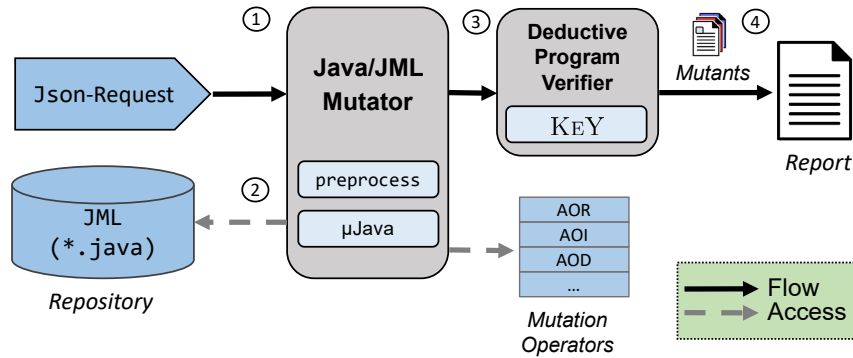 ①
③
④
Json-Request
Java/JML
Mutator
Deductive
Program
Verifier
KEY
Mutants
Report
②
preprocess
µJava
JML
(*.java)
Repository
AOR
AOI
AOD
...
Mutation
Operators
Flow
Access